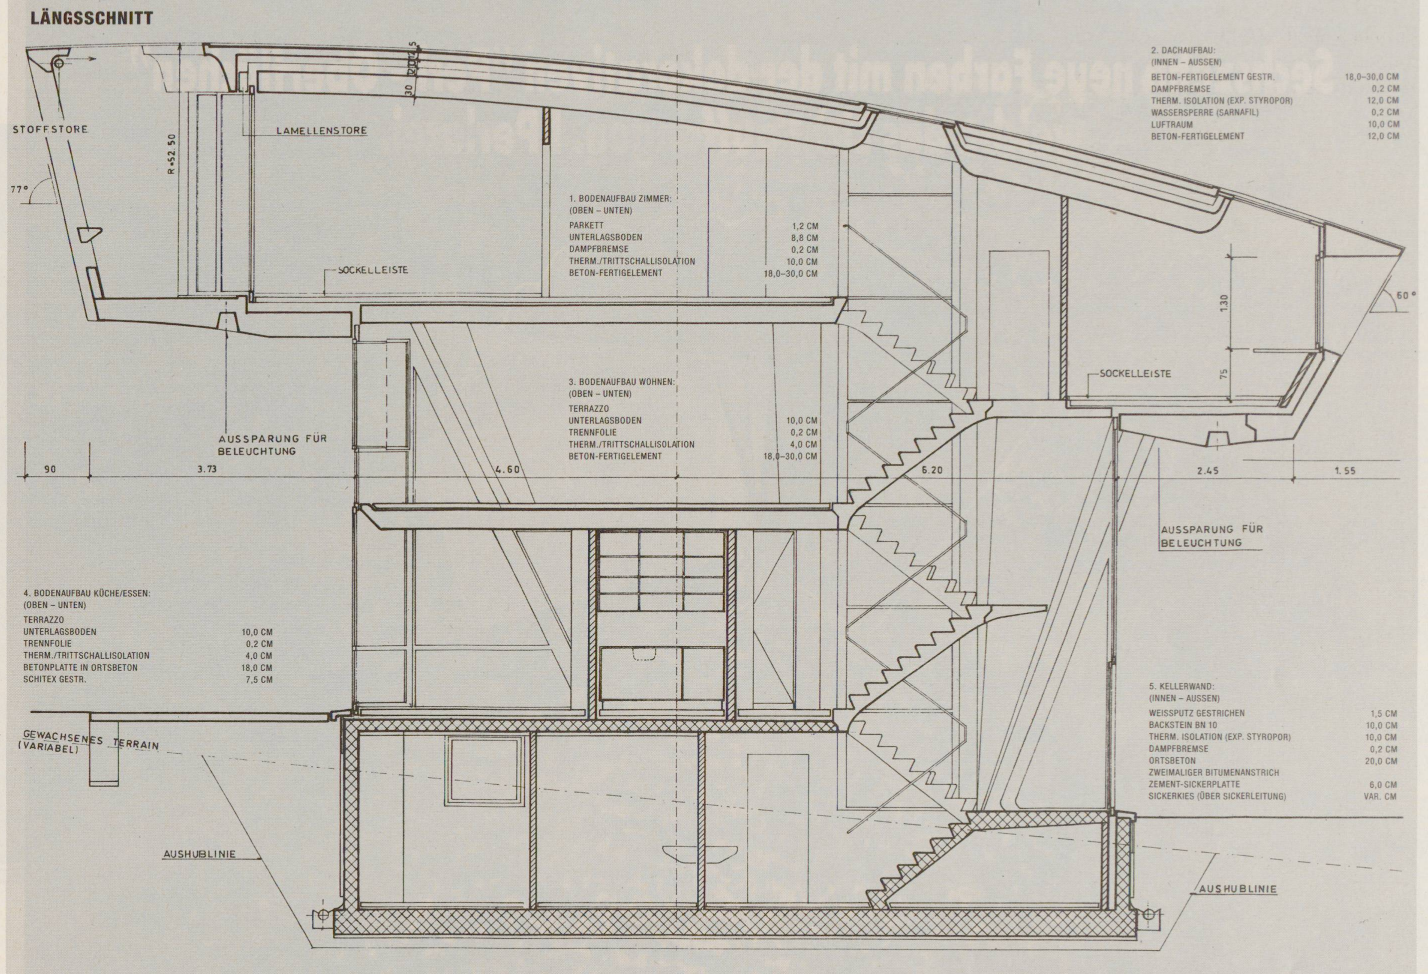 LÄNGSSCHNITT
2. DACHAUFBAU:
(INNEN – AUSSEN)
BETON-FERTIGELEMENT GESTR. 18,0–30,0 CM
DAMPFBREMSE 0,2 CM
THERM. ISOLATION (EXP. STYROPOR) 12,0 CM
WASSERSPERRE (SARNAFIL) 0,2 CM
LUFTRAUM 10,0 CM
BETON-FERTIGELEMENT 12,0 CM
STOFFSTORE
LAMELLENSTORE
R=52.50
30
77°
1. BODENAUFBAU ZIMMER:
(OBEN – UNTEN)
PARKETT 1,2 CM
UNTERLAGSBODEN 8,8 CM
DAMPFBREMSE 0,2 CM
THERM./TRITTSCHALLISOLATION 10,0 CM
BETON-FERTIGELEMENT 18,0–30,0 CM
SOCKELLEISTE
60°
1.30
75
SOCKELLEISTE
3. BODENAUFBAU WOHNEN:
(OBEN – UNTEN)
TERRAZZO
UNTERLAGSBODEN 10,0 CM
TRENNFOLIE 0,2 CM
THERM./TRITTSCHALLISOLATION 4,0 CM
BETON-FERTIGELEMENT 18,0–30,0 CM
AUSSPARUNG FÜR
BELEUCHTUNG
90 3.73 4.60 6.20 2.45 1.55
AUSSPARUNG FÜR
BELEUCHTUNG
4. BODENAUFBAU KÜCHE/ESSEN:
(OBEN – UNTEN)
TERRAZZO
UNTERLAGSBODEN 10,0 CM
TRENNFOLIE 0,2 CM
THERM./TRITTSCHALLISOLATION 4,0 CM
BETONPLATTE IN ORTSBETON 18,0 CM
SCHITEX GESTR. 7,5 CM
5. KELLERWAND:
(INNEN – AUSSEN)
WEISSPUTZ GESTRICHEN 1,5 CM
BACKSTEIN BN 10 10,0 CM
THERM. ISOLATION (EXP. STYROPOR) 10,0 CM
DAMPFBREMSE 0,2 CM
ORTSBETON 20,0 CM
ZWEIMALIGER BITUMENANSTRICH
ZEMENT-SICKERPLATTE 6,0 CM
SICKERKIES (ÜBER SICKERLEITUNG) VAR. CM
GEWACHSENES TERRAIN
(VARIABEL)
AUSHUBLINIE
AUSHUBLINIE